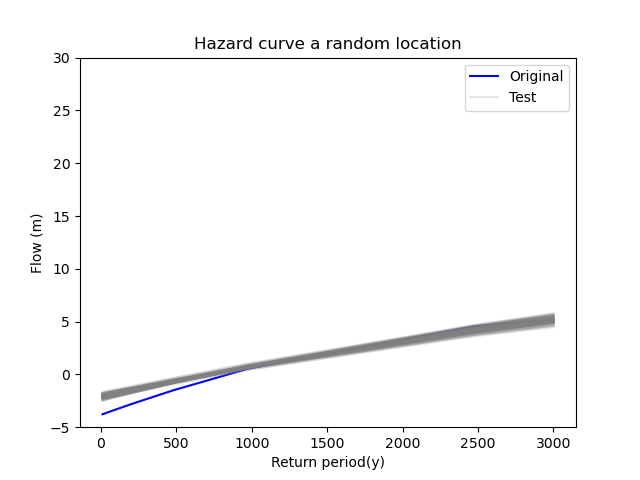 Hazard curve a random location
Original
Test
Flow (m)
30
25
20
15
10
5
0
−5
0 500 1000 1500 2000 2500 3000
Return period(y)